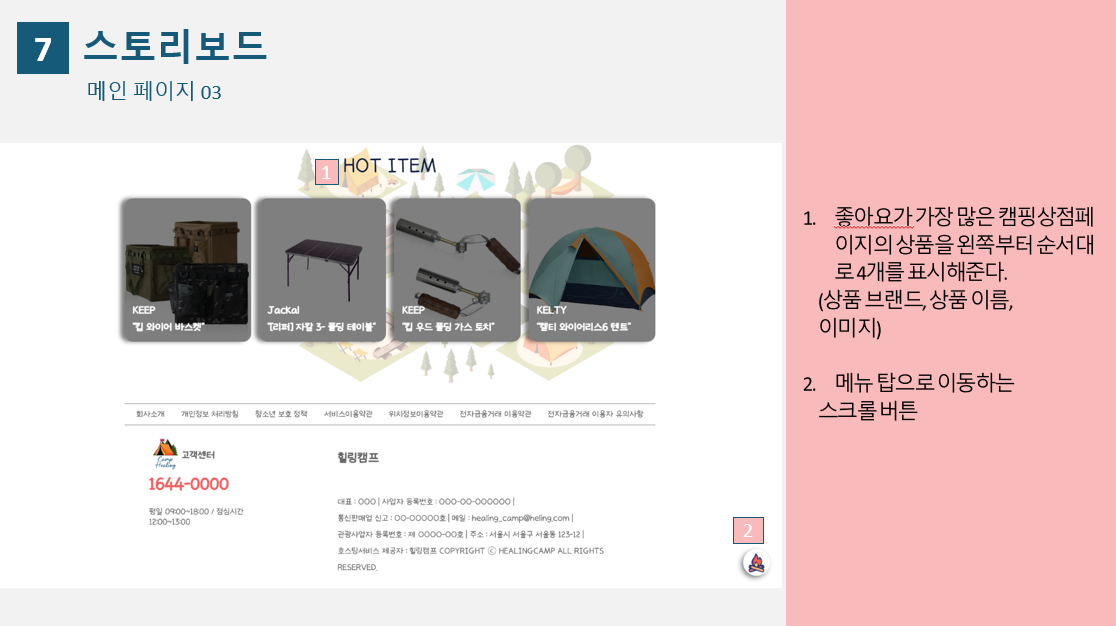 7 스토리보드
메인 페이지 03
1 HOT ITEM
KEEP
"킵 와이어 바스켓"
Jackal
"[리퍼] 자칼 3- 폴딩 테이블"
KEEP
"킵 우드 폴딩 가스 토치"
KELTY
"켈티 와이어리스6 텐트"
회사소개 개인정보 처리방침 청소년 보호 정책 서비스이용약관 위치정보이용약관 전자금융거래 이용약관 전자금융거래 이용자 유의사항
Camp
Healing
고객센터
1644-0000
평일 09:00~18:00 / 점심시간
12:00~13:00
힐링캠프
대표 : OOO | 사업자 등록번호 : OOO-OO-OOOOOO |
통신판매업 신고 : OO-OOOOO호 | 메일 : healing_camp@heling.com |
관광사업자 등록번호 : 제 OOOO-OO호 | 주소 : 서울시 서울구 서울동 123-12 |
호스팅서비스 제공자 : 힐링캠프 COPYRIGHT ⓒ HEALINGCAMP ALL RIGHTS
RESERVED.
2
1. 좋아요가 가장 많은 캠핑상점페
이지의 상품을 왼쪽부터 순서대
로 4개를 표시해준다.
(상품 브랜드, 상품 이름,
이미지)
2. 메뉴 탑으로 이동하는
스크롤 버튼